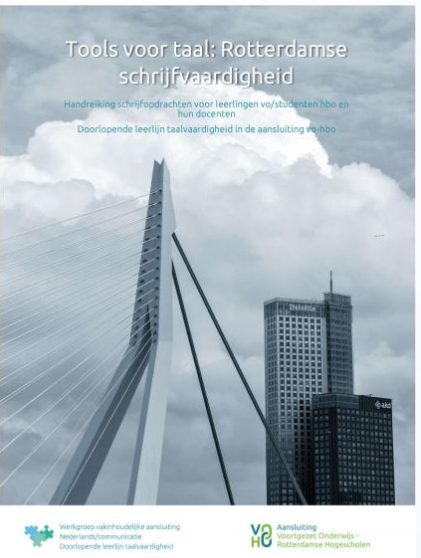 Tools voor taal: Rotterdamse
schrijfvaardigheid
Handreiking schrijfopdrachten voor leerlingen vo/studenten hbo en
hun docenten
Doorlopende leerlijn taalvaardigheid in de aansluiting vo-hbo
Deloitte
akd
Werkgroep vakinhoudelijke aansluiting
Nederlands/communicatie
Doorlopende leerlijn taalvaardigheid
VO
HO
Aansluiting
Voortgezet Onderwijs -
Rotterdamse Hogescholen